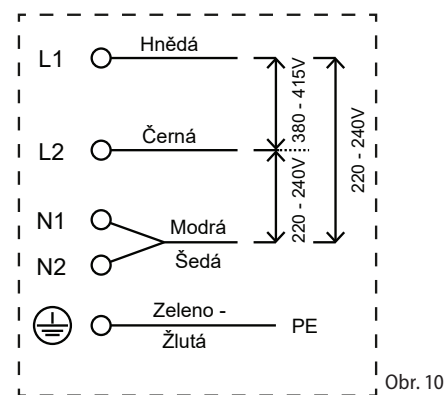 L1 Hnědá
380 - 415V
220 - 240V
L2 Černá
220 - 240V
N1
Modrá
N2
Šedá
Zeleno -
PE
Žlutá
Obr. 10